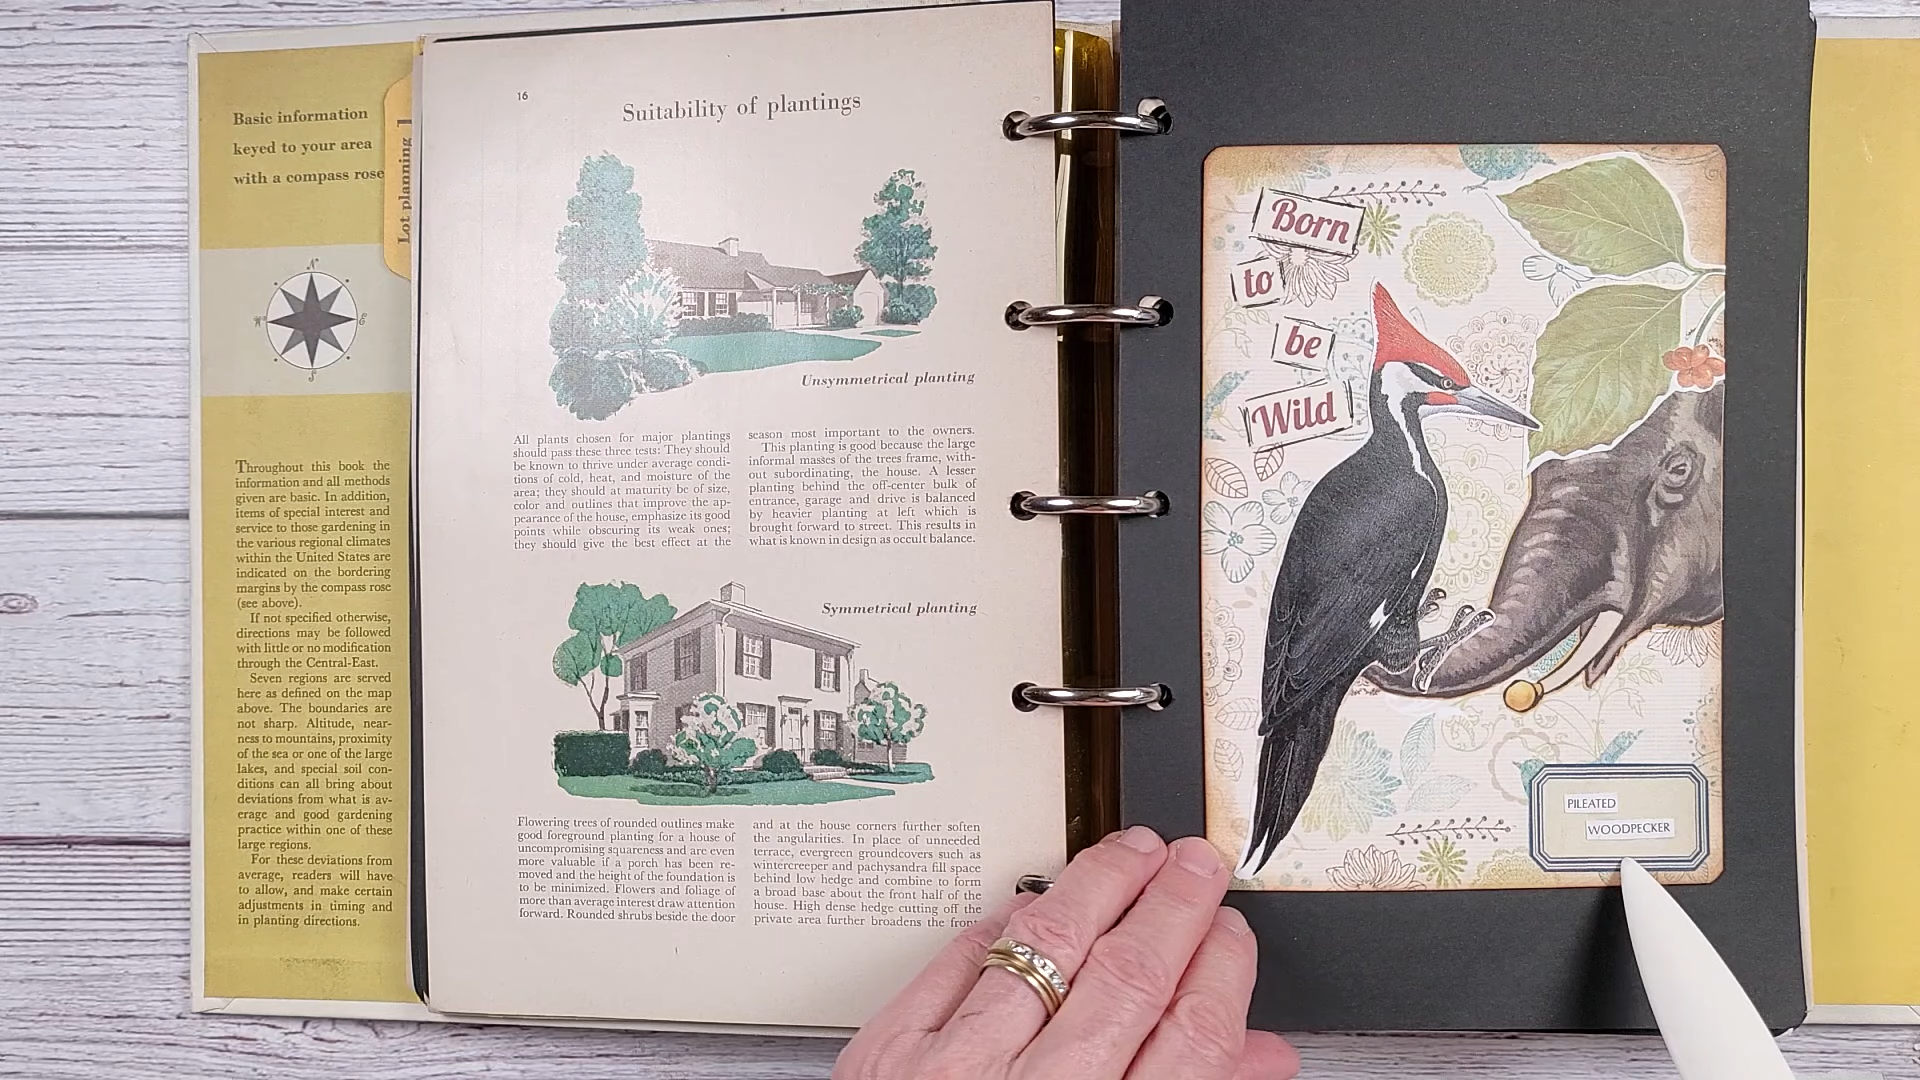 Basic information
keyed to your area
with a compass rose
N
W
E
S
Throughout this book the
information and all methods
given are basic. In addition,
items of special interest and
service to those gardening in
the various regional climates
within the United States are
indicated on the bordering
margins by the compass rose
(see above).
If not specified otherwise,
directions may be followed
with little or no modification
through the Central-East.
Seven regions are served
here as defined on the map
above. The boundaries are
not sharp. Altitude, near-
ness to mountains, proximity
of the sea or one of the large
lakes, and special soil con-
ditions can all bring about
deviations from what is av-
erage and good gardening
practice within one of these
large regions.
For these deviations from
average, readers will have
to allow, and make certain
adjustments in timing and
in planting directions.
Lot planning 1
16
Suitability of plantings
Unsymmetrical planting
All plants chosen for major plantings
should pass these three tests: They should
be known to thrive under average condi-
tions of cold, heat, and moisture of the
area; they should at maturity be of size,
color and outlines that improve the ap-
pearance of the house, emphasize its good
points while obscuring its weak ones;
they should give the best effect at the
season most important to the owners.
This planting is good because the large
informal masses of the trees frame, with-
out subordinating, the house. A lesser
planting behind the off-center bulk of
entrance, garage and drive is balanced
by heavier planting at left which is
brought forward to street. This results in
what is known in design as occult balance.
Symmetrical planting
Flowering trees of rounded outlines make
good foreground planting for a house of
uncompromising squareness and are even
more valuable if a porch has been re-
moved and the height of the foundation is
to be minimized. Flowers and foliage of
more than average interest draw attention
forward. Rounded shrubs beside the door
and at the house corners further soften
the angularities. In place of unneeded
terrace, evergreen groundcovers such as
wintercreeper and pachysandra fill space
behind low hedge and combine to form
a broad base about the front half of the
house. High dense hedge cutting off the
private area further broadens the front
Born
to
be
Wild
PILEATED
WOODPECKER